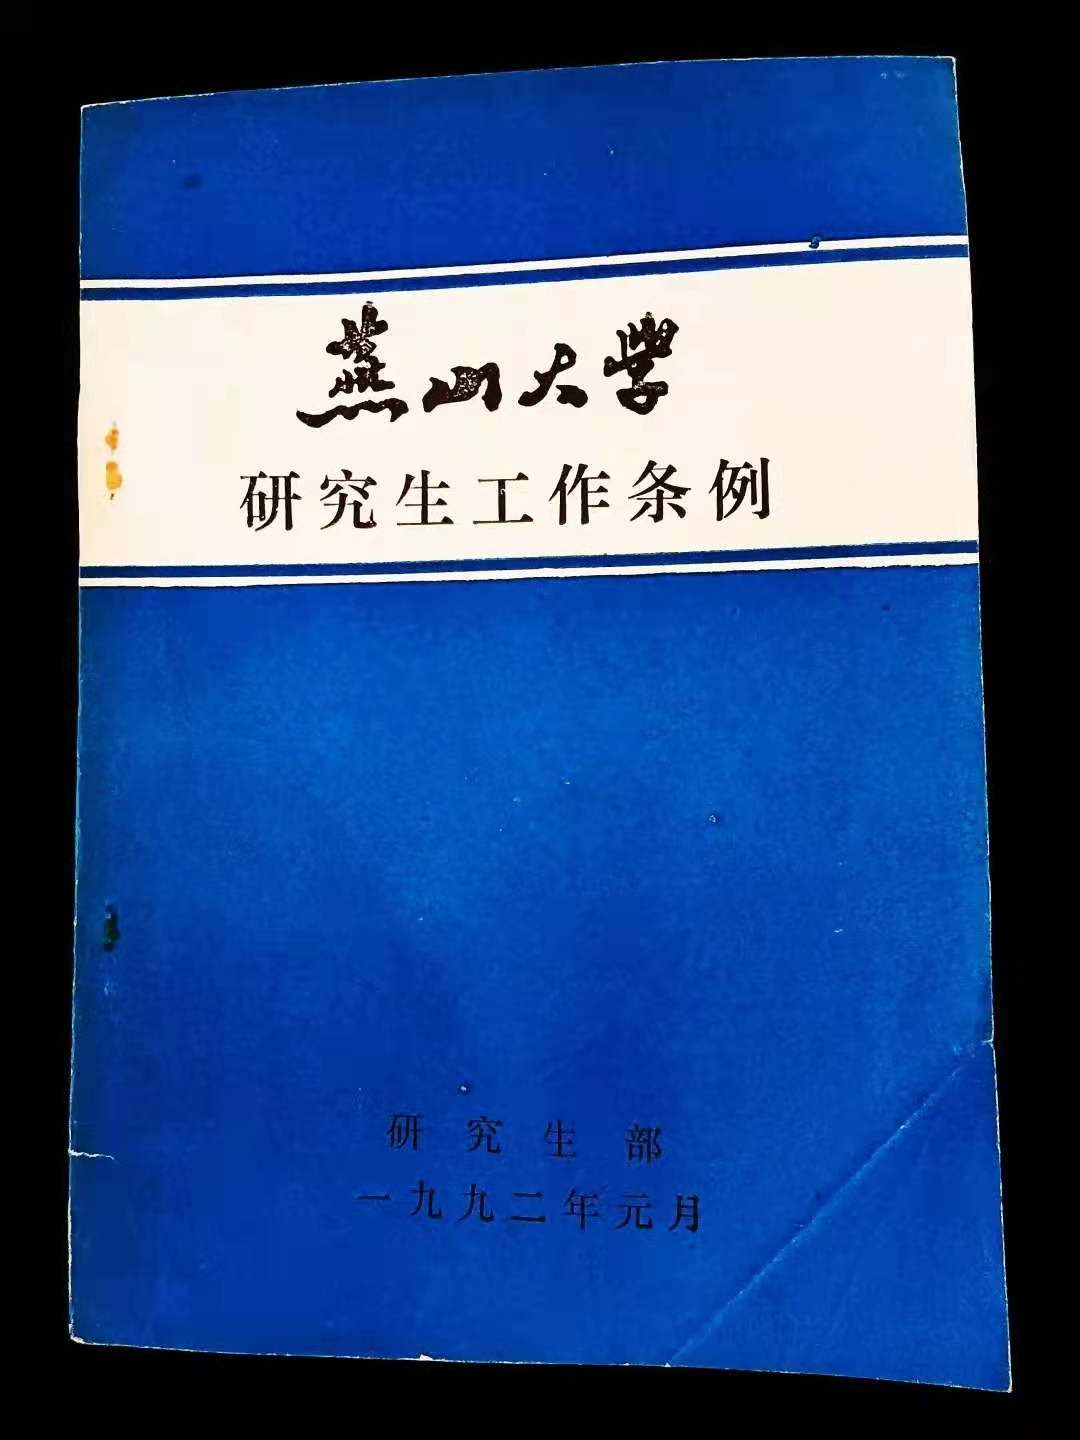 燕山大学
研究生工作条例
研究生部
一九九二年元月